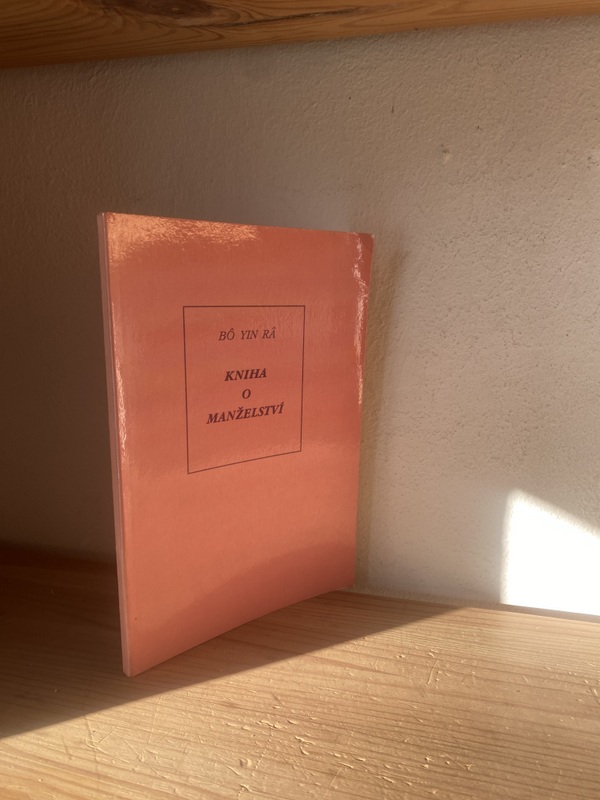 BÔ YIN RÂ
KNIHA
O
MANŽELSTVÍ